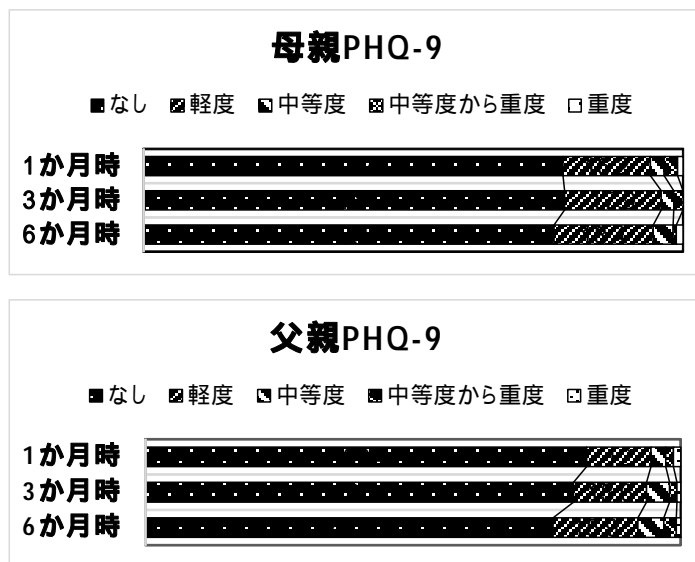 母親PHQ-9
なし 軽度 中等度 中等度から重度 重度
1か月時
3か月時
6か月時
父親PHQ-9
なし 軽度 中等度 中等度から重度 重度
1か月時
3か月時
6か月時